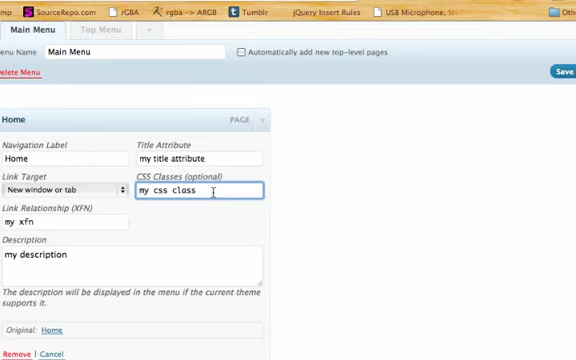 SourceRepo.com rGBA rgba -> ARGB Tumblr jQuery Insert Rules USB Microphone,
Main Menu Top Menu +
Menu Name Main Menu Automatically add new top-level pages
Delete Menu Save
Home PAGE
Navigation Label Title Attribute
Home my title attribute
Link Target CSS Classes (optional)
New window or tab my css class
Link Relationship (XFN)
my xfn
Description
my description
The description will be displayed in the menu if the current theme
supports it.
Original: Home
Remove | Cancel